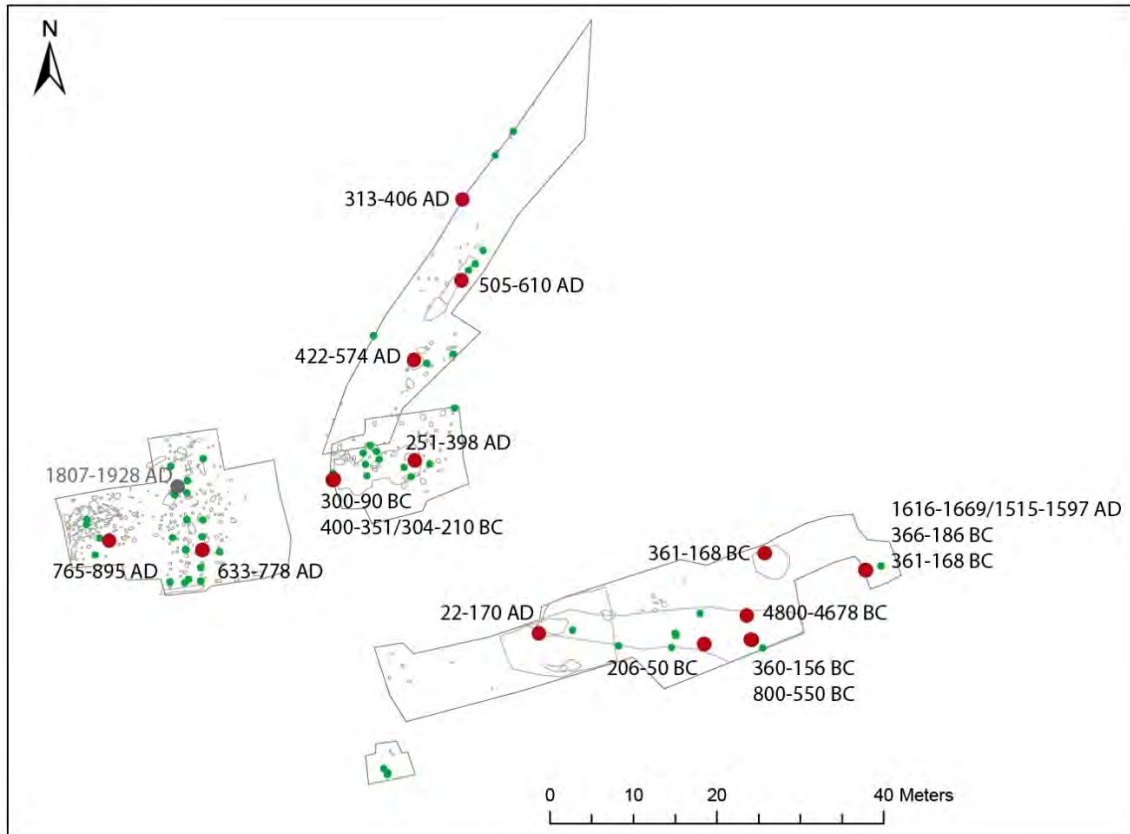 N
313-406 AD
505-610 AD
422-574 AD
251-398 AD
1807-1928 AD
300-90 BC
400-351/304-210 BC
1616-1669/1515-1597 AD
366-186 BC
361-168 BC
361-168 BC
765-895 AD
633-778 AD
22-170 AD
4800-4678 BC
206-50 BC
360-156 BC
800-550 BC
0 10 20 40 Meters